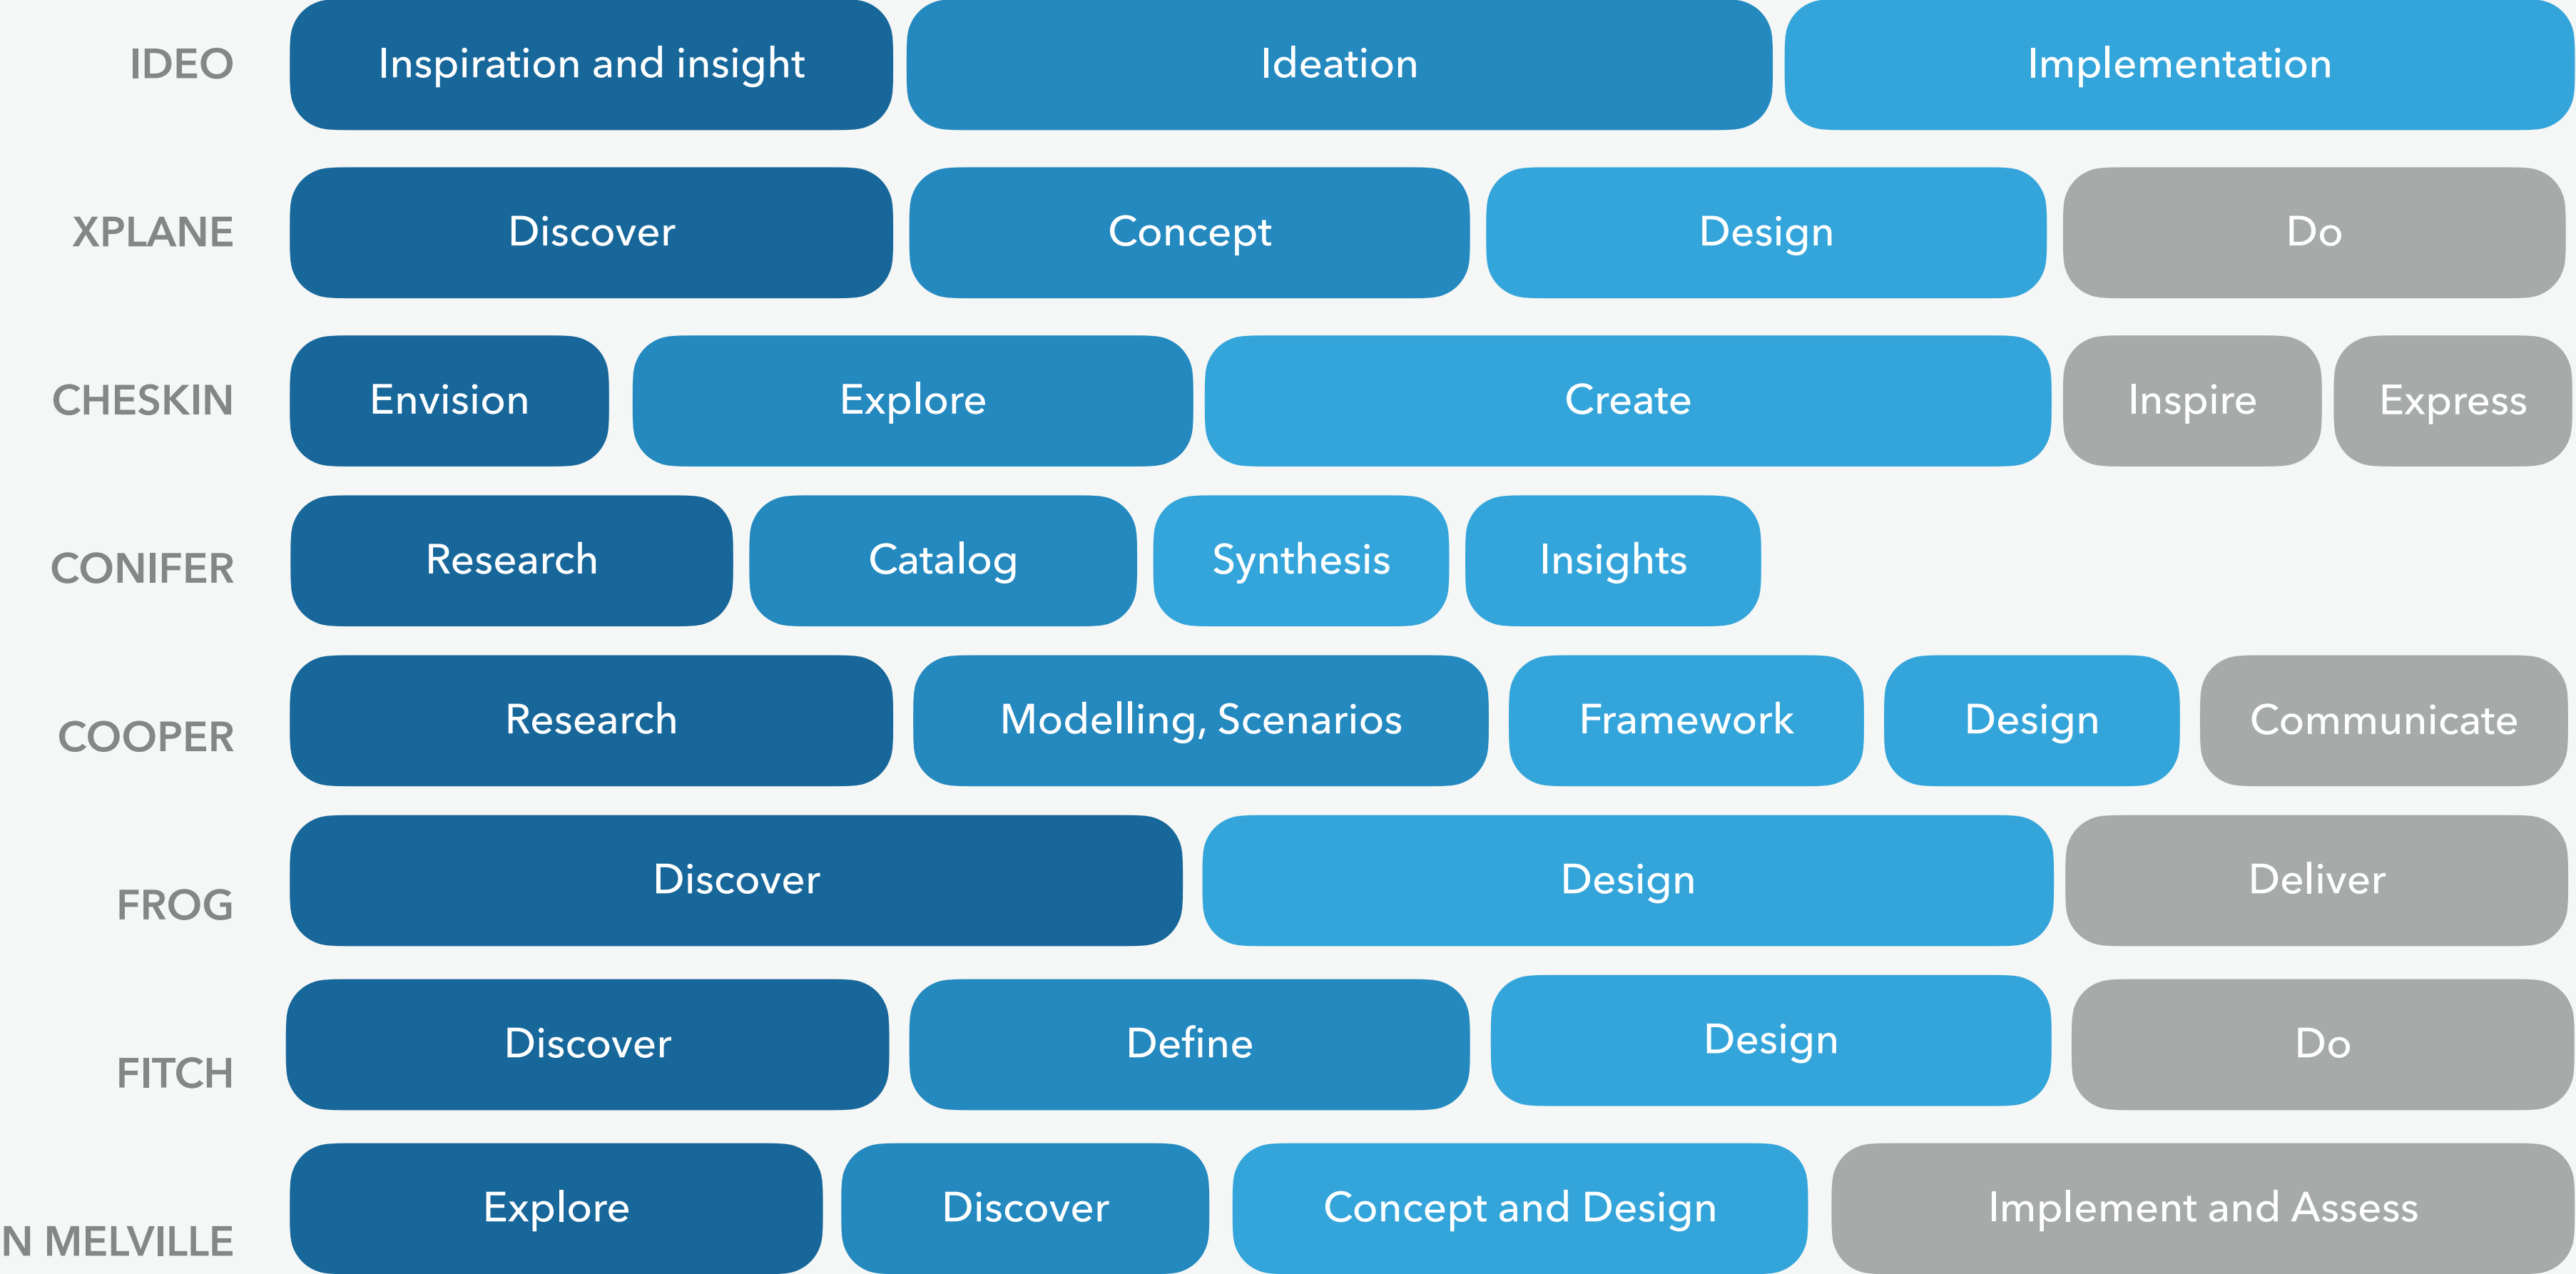 IDEO Inspiration and insight Ideation Implementation
XPLANE Discover Concept Design Do
CHESKIN Envision Explore Create Inspire Express
CONIFER Research Catalog Synthesis Insights
COOPER Research Modelling, Scenarios Framework Design Communicate
FROG Discover Design Deliver
FITCH Discover Define Design Do
N MELVILLE Explore Discover Concept and Design Implement and Assess